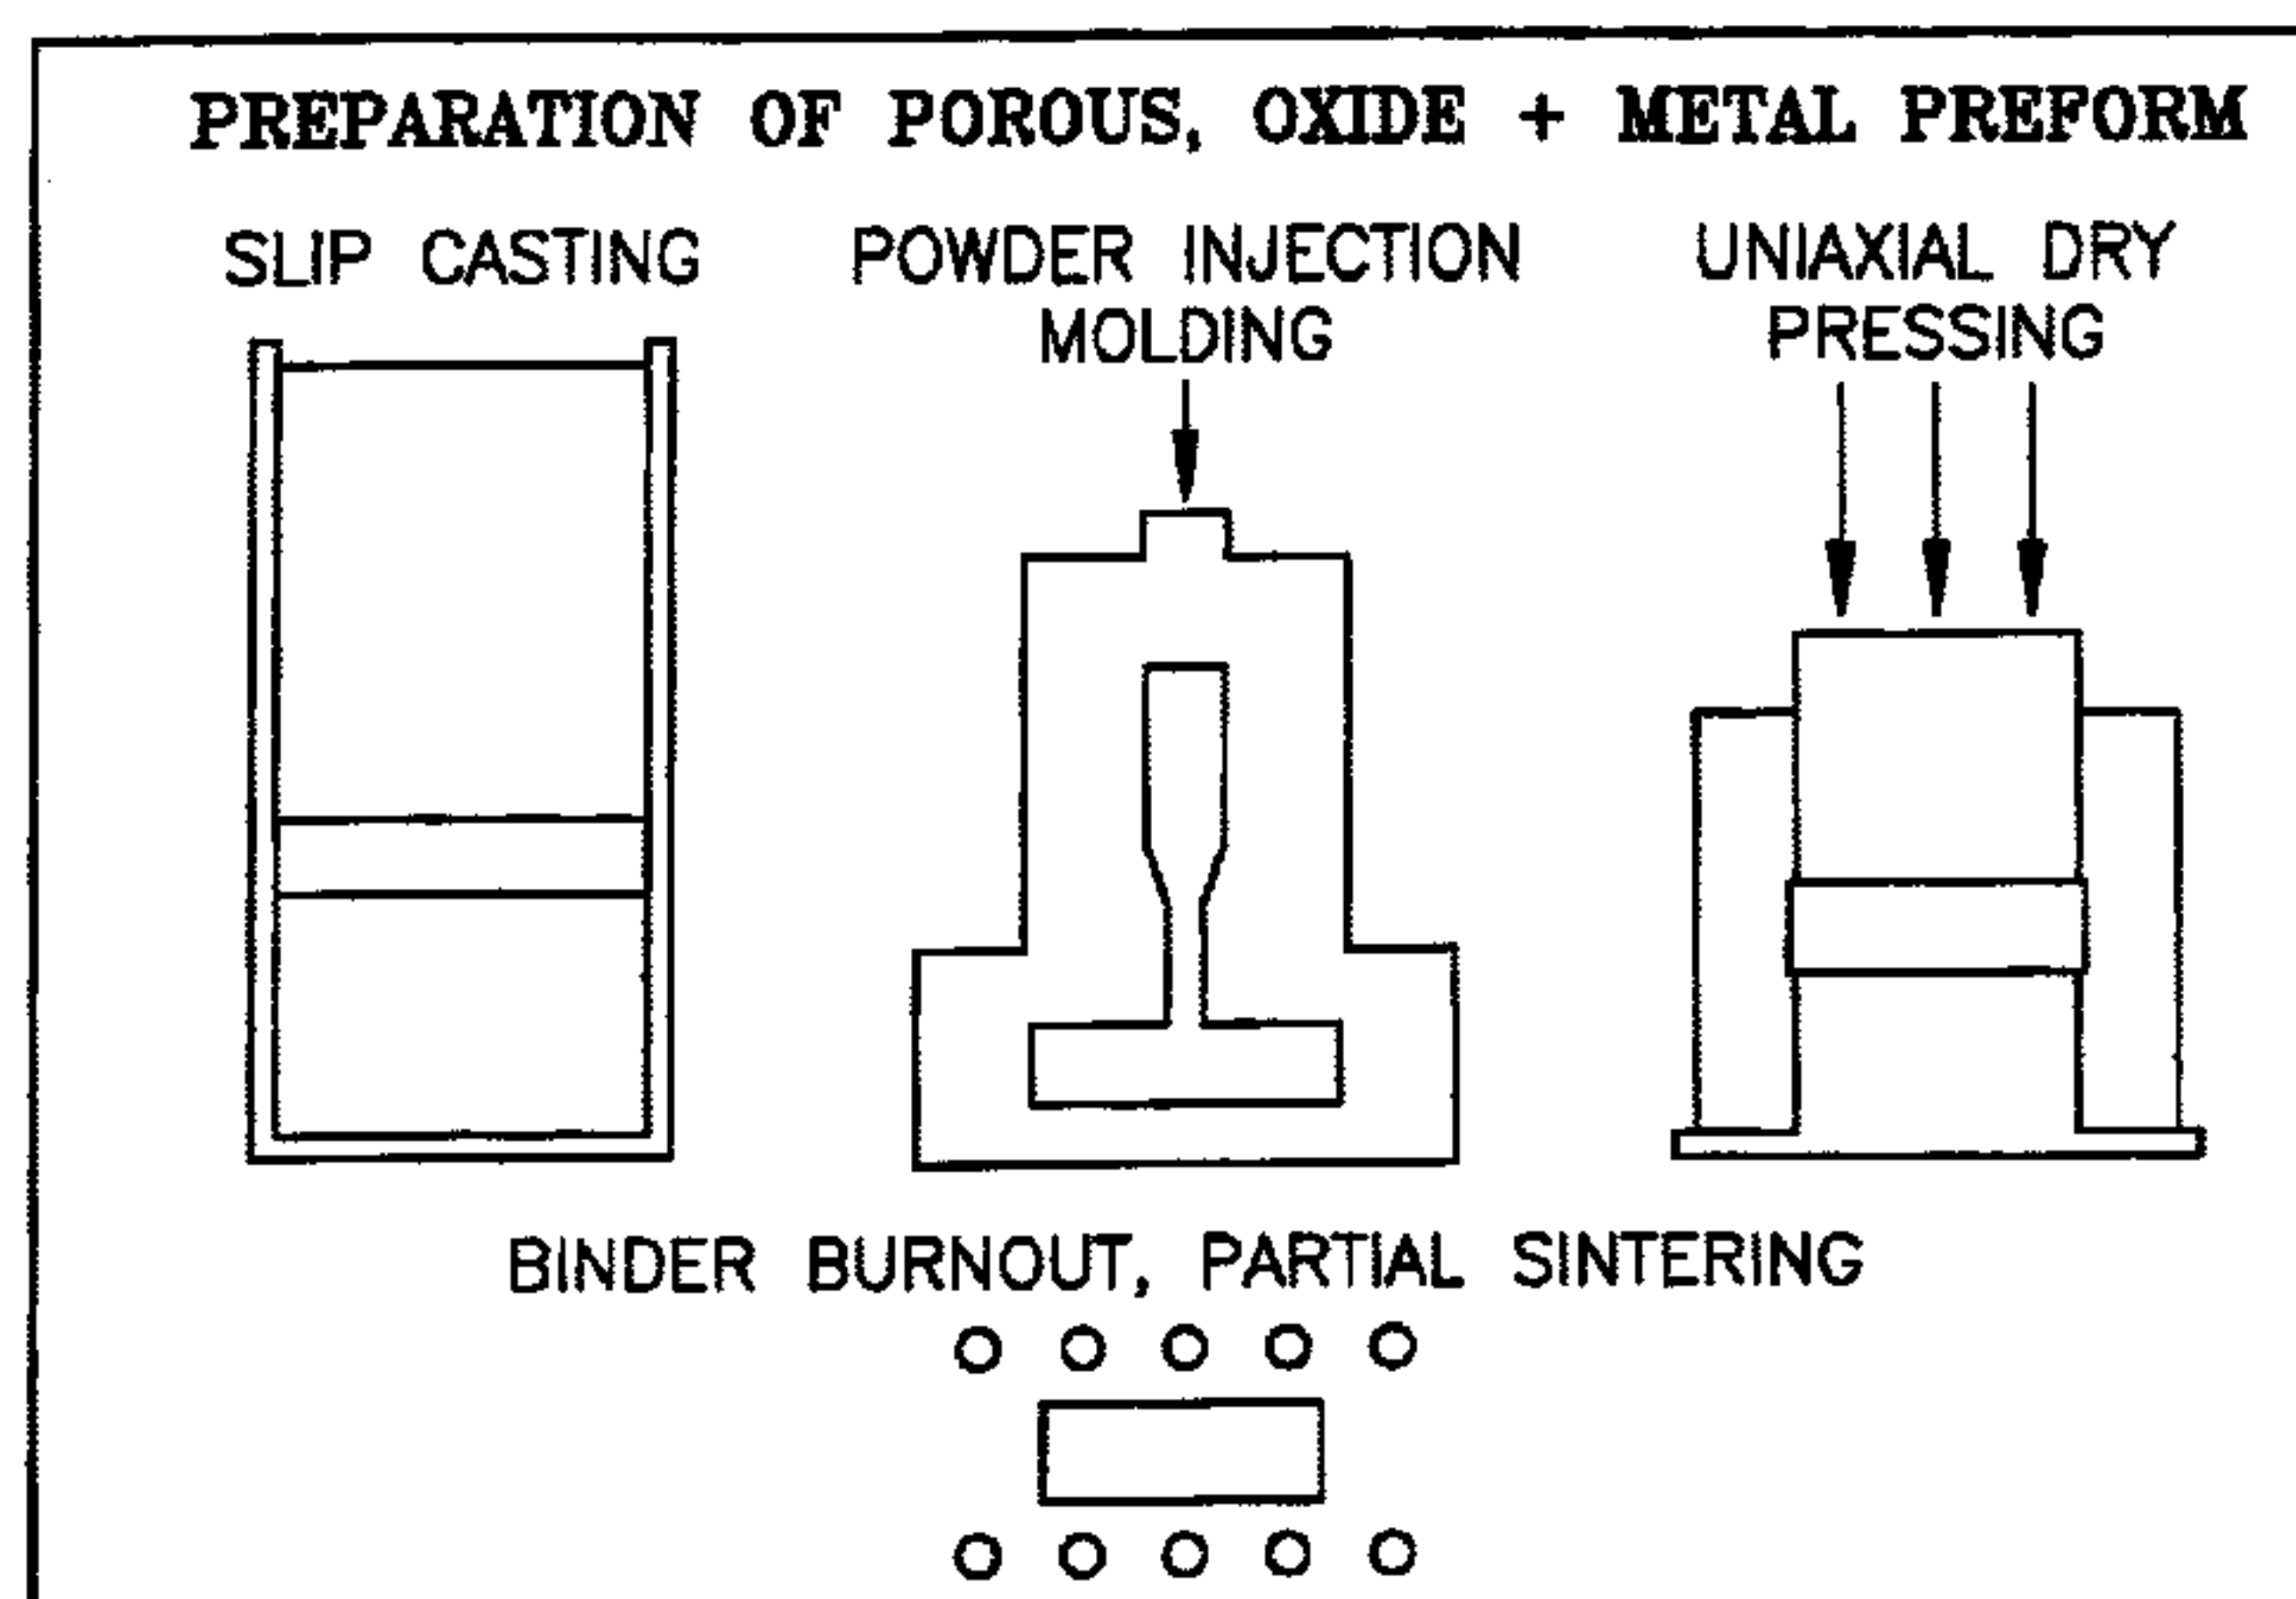 PREPARATION OF POROUS, OXIDE + METAL PREFORM
SLIP CASTING
POWDER INJECTION
MOLDING
UNIAXIAL DRY
PRESSING
BINDER BURNOUT, PARTIAL SINTERING